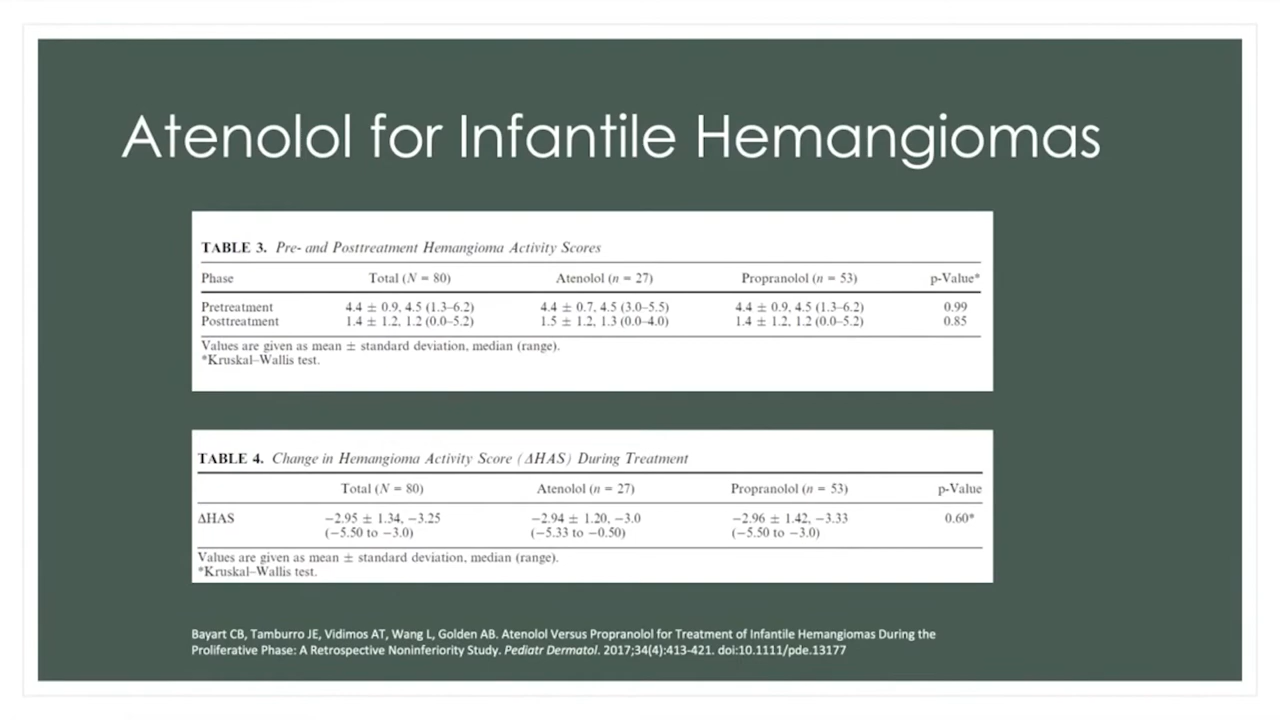 Atenolol for Infantile Hemangiomas
TABLE 3. Pre- and Posttreatment Hemangioma Activity Scores
Phase Total (N = 80) Atenolol (n = 27) Propranolol (n = 53) p-Value*
Pretreatment 4.4 ± 0.9, 4.5 (1.3–6.2) 4.4 ± 0.7, 4.5 (3.0–5.5) 4.4 ± 0.9, 4.5 (1.3–6.2) 0.99
Posttreatment 1.4 ± 1.2, 1.2 (0.0–5.2) 1.5 ± 1.2, 1.3 (0.0–4.0) 1.4 ± 1.2, 1.2 (0.0–5.2) 0.85
Values are given as mean ± standard deviation, median (range).
*Kruskal–Wallis test.
TABLE 4. Change in Hemangioma Activity Score (ΔHAS) During Treatment
Total (N = 80) Atenolol (n = 27) Propranolol (n = 53) p-Value
ΔHAS −2.95 ± 1.34, −3.25 −2.94 ± 1.20, −3.0 −2.96 ± 1.42, −3.33 0.60*
(−5.50 to −3.0) (−5.33 to −0.50) (−5.50 to −3.0)
Values are given as mean ± standard deviation, median (range).
*Kruskal–Wallis test.
Bayart CB, Tamburro JE, Vidimos AT, Wang L, Golden AB. Atenolol Versus Propranolol for Treatment of Infantile Hemangiomas During the
Proliferative Phase: A Retrospective Noninferiority Study. Pediatr Dermatol. 2017;34(4):413-421. doi:10.1111/pde.13177